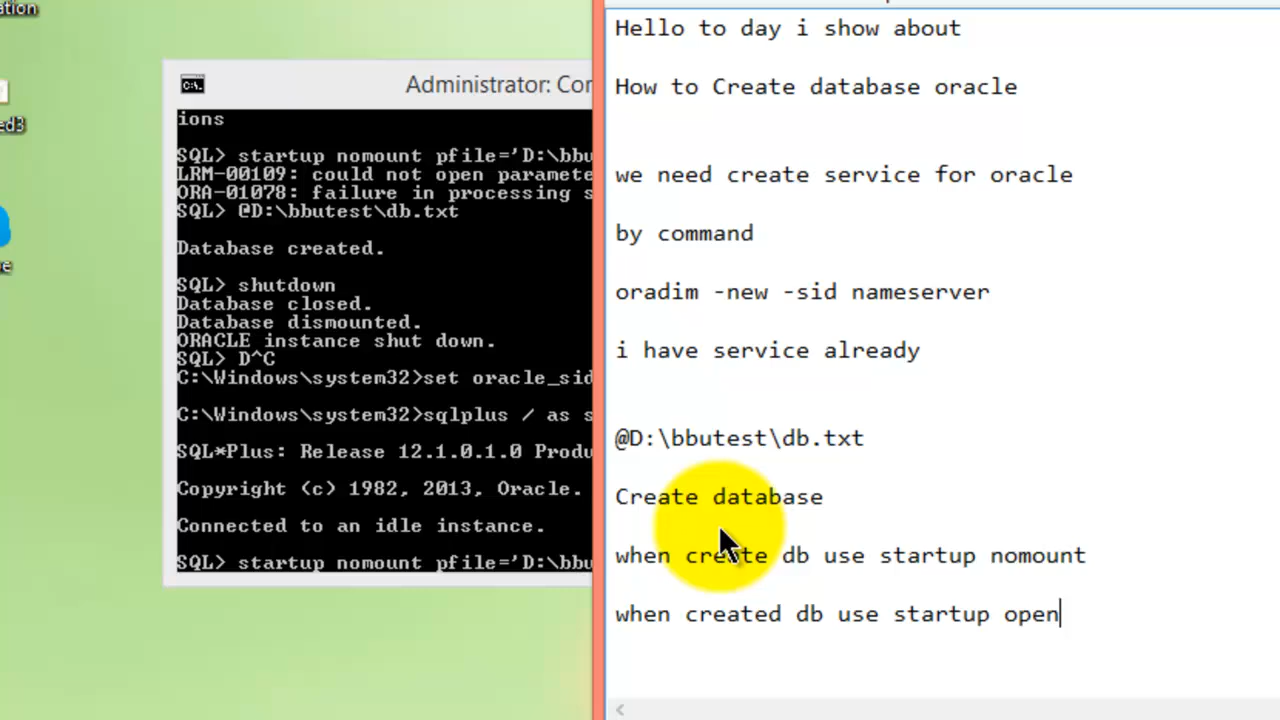 ation
ed3
e
Administrator: Co
ions
SQL> startup nomount pfile='D:\bbu
LRM-00109: could not open paramete
ORA-01078: failure in processing s
SQL> @D:\bbutest\db.txt
Database created.
SQL> shutdown
Database closed.
Database dismounted.
ORACLE instance shut down.
SQL> D^C
C:\Windows\system32>set oracle_sid
C:\Windows\system32>sqlplus / as s
SQL*Plus: Release 12.1.0.1.0 Produ
Copyright (c) 1982, 2013, Oracle.
Connected to an idle instance.
SQL> startup nomount pfile='D:\bbu
Hello to day i show about
How to Create database oracle
we need create service for oracle
by command
oradim -new -sid nameserver
i have service already
@D:\bbutest\db.txt
Create database
when create db use startup nomount
when created db use startup open